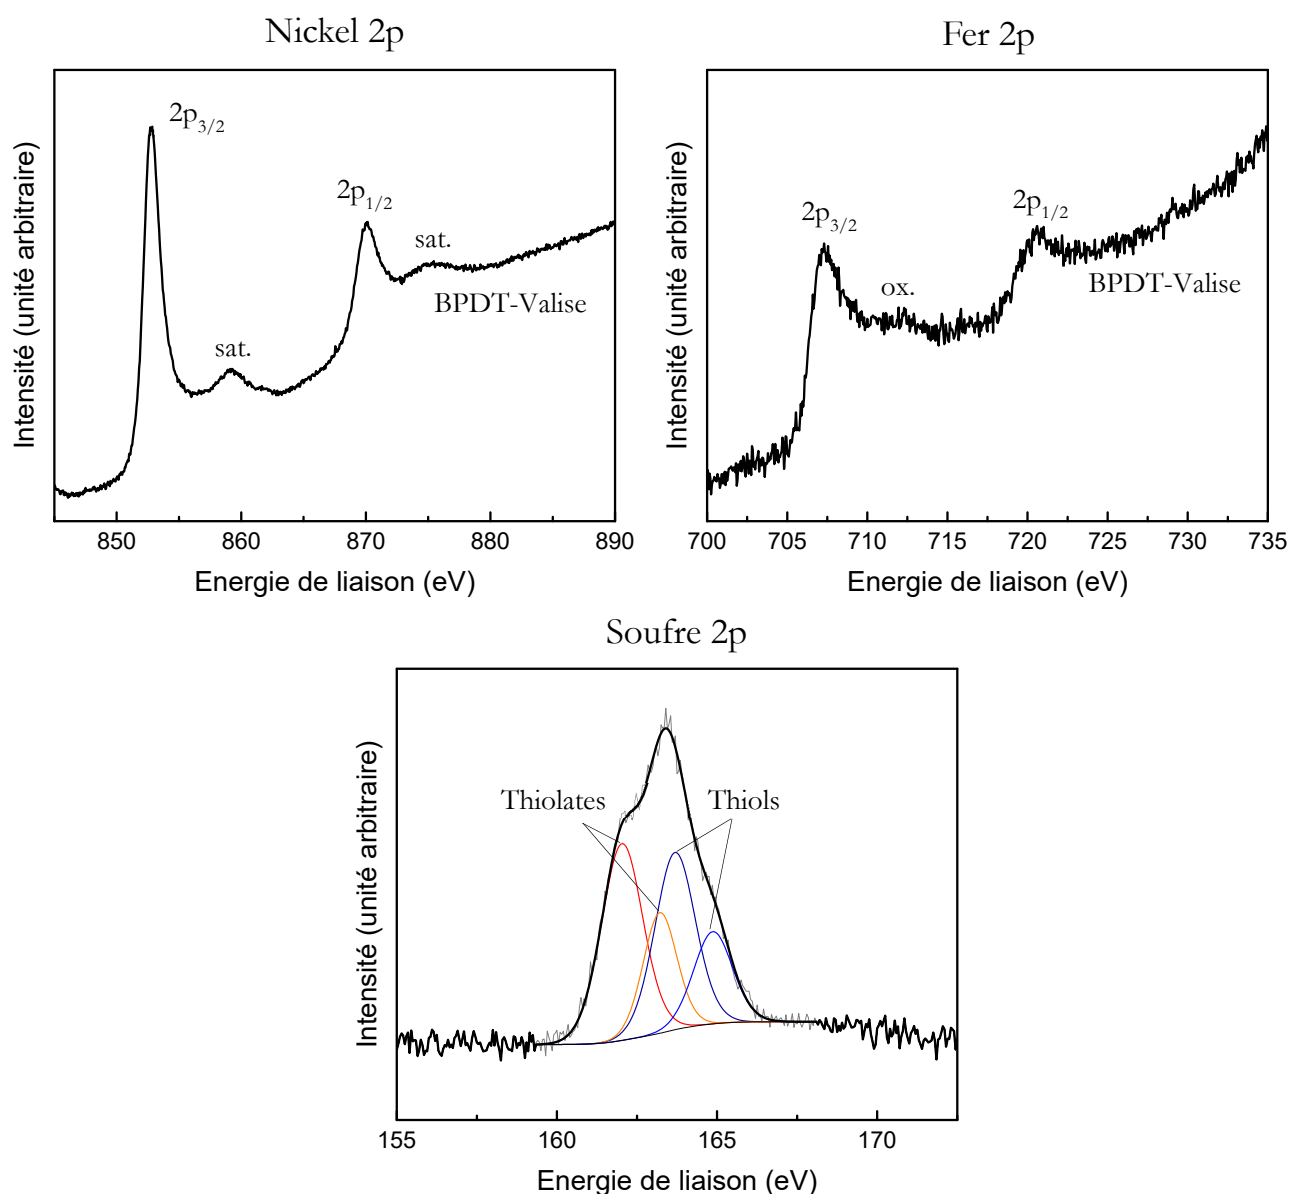 Nickel 2p
Intensité (unité arbitraire)
2p3/2
sat.
2p1/2
sat.
BPDT-Valise
850 860 870 880 890
Energie de liaison (eV)
Fer 2p
Intensité (unité arbitraire)
2p3/2
ox.
2p1/2
BPDT-Valise
700 705 710 715 720 725 730 735
Energie de liaison (eV)
Soufre 2p
Intensité (unité arbitraire)
Thiolates
Thiols
155 160 165 170
Energie de liaison (eV)